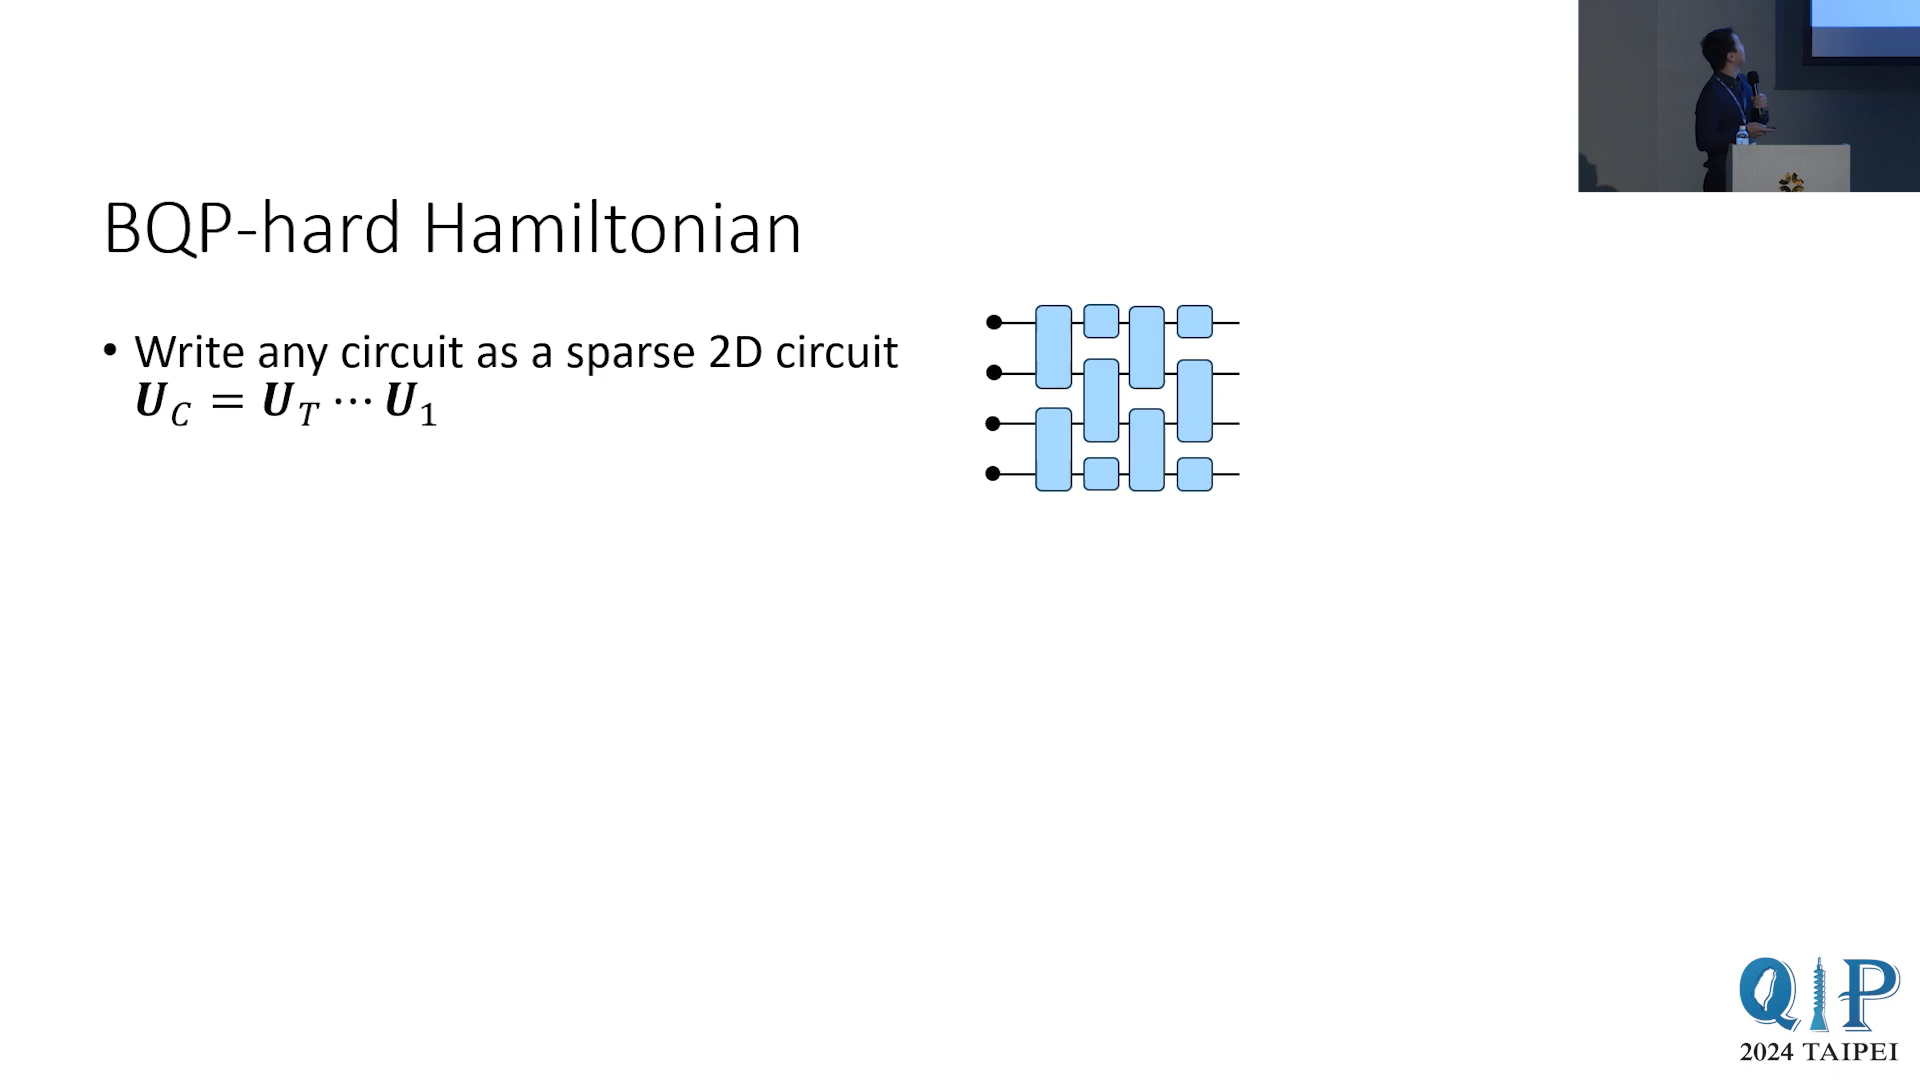 BQP-hard Hamiltonian
• Write any circuit as a sparse 2D circuit
𝑼_C = 𝑼_T ⋯ 𝑼_1
QIP
2024 TAIPEI